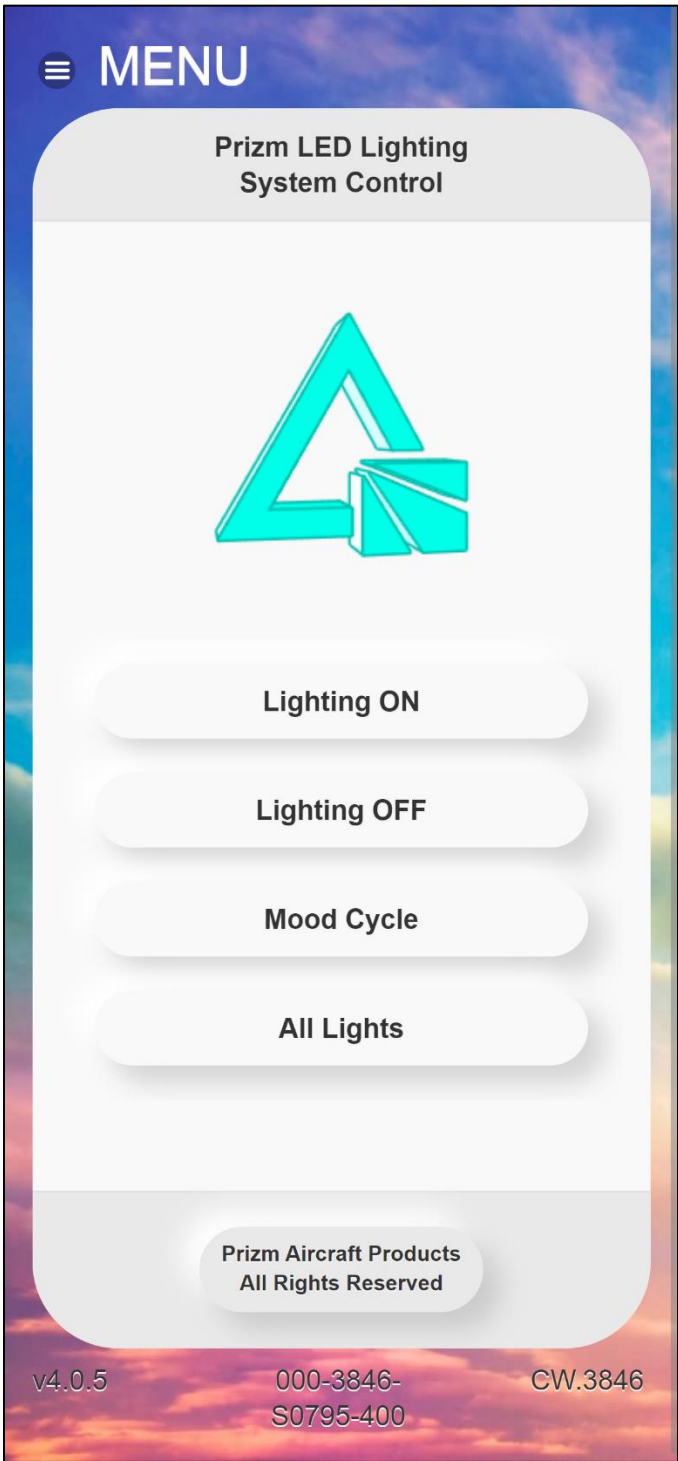 MENU
Prizm LED Lighting
System Control
Lighting ON
Lighting OFF
Mood Cycle
All Lights
Prizm Aircraft Products
All Rights Reserved
v4.0.5
000-3846-
S0795-400
CW.3846